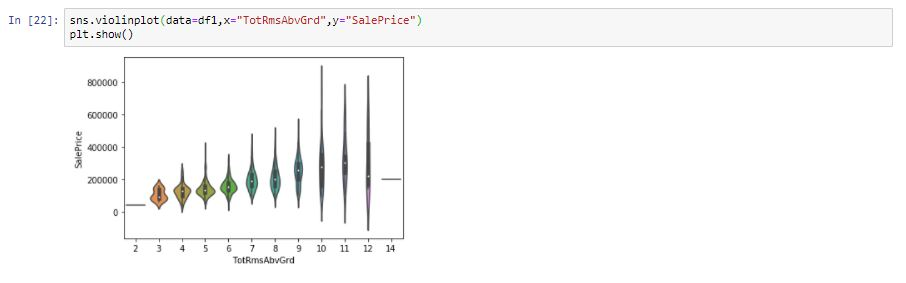 In [22]: sns.violinplot(data=df1,x="TotRmsAbvGrd",y="SalePrice")
plt.show()
800000
600000
400000
200000
0
SalePrice
2 3 4 5 6 7 8 9 10 11 12 14
TotRmsAbvGrd